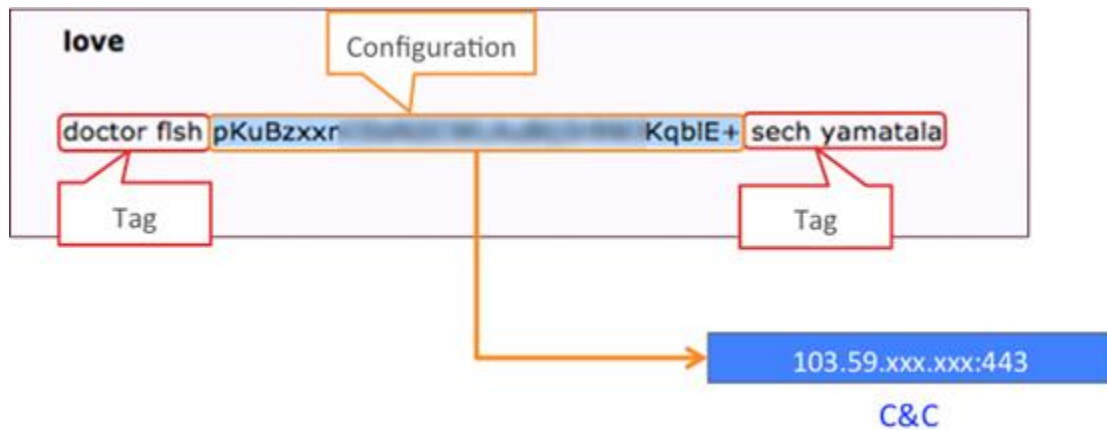 love
Configuration
doctor fish pKuBzxxr KqblE+ sech yamatala
Tag
Tag
103.59.xxx.xxx:443
C&C